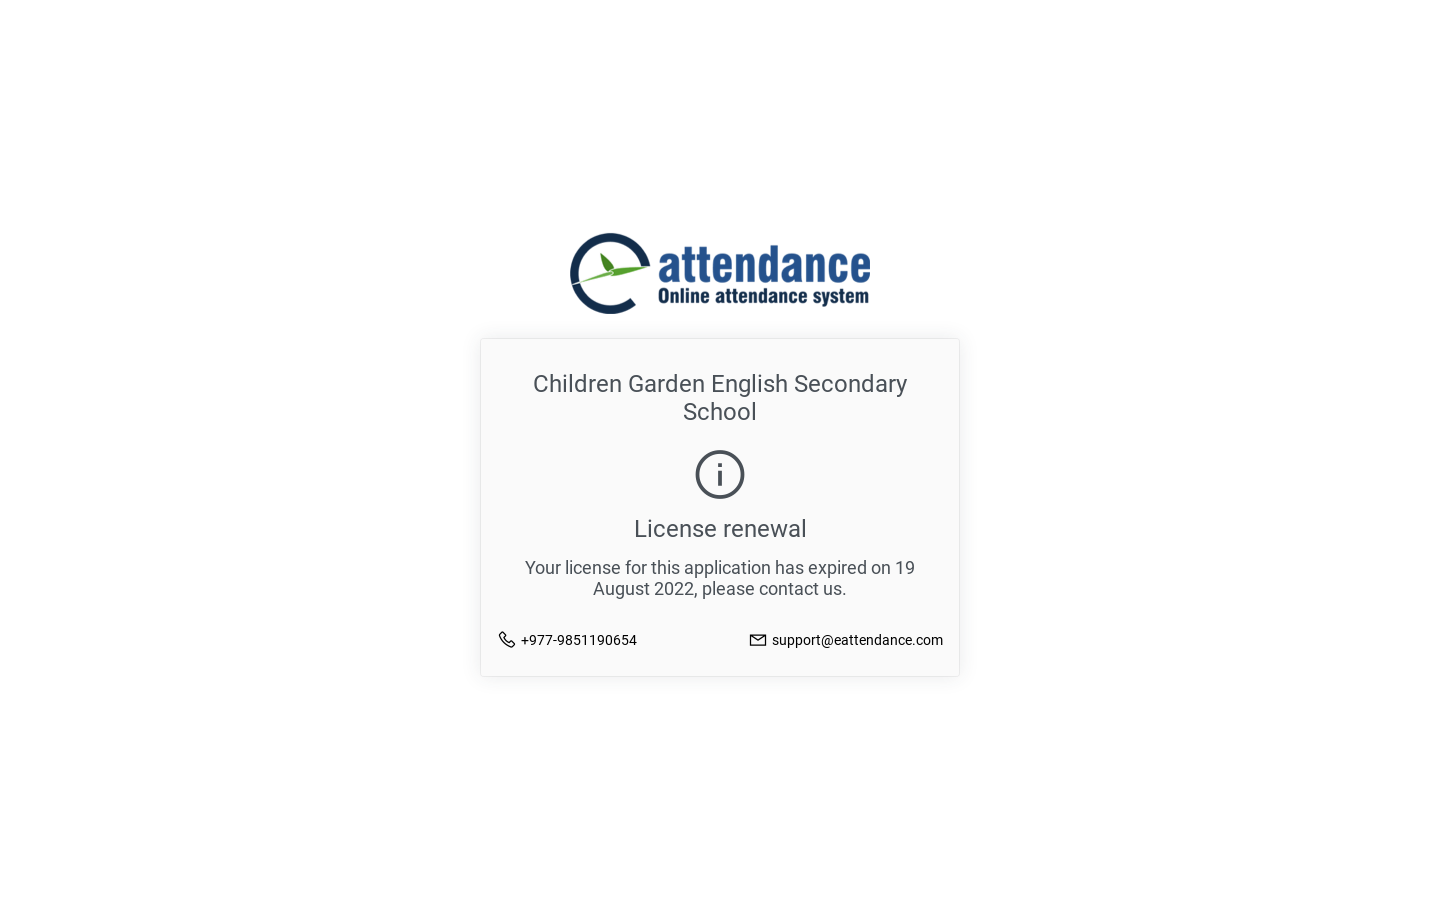 attendance
Online attendance system
Children Garden English Secondary
School
License renewal
Your license for this application has expired on 19
August 2022, please contact us.
+977-9851190654
support@eattendance.com